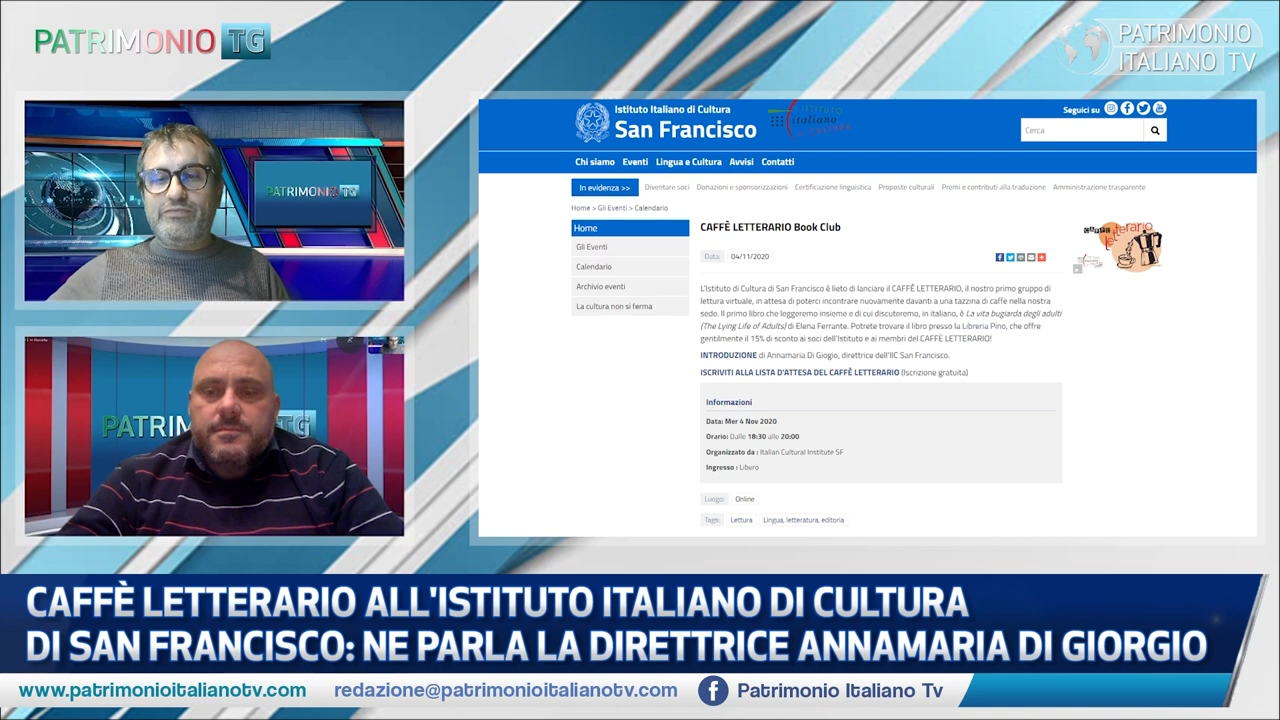 PATRIMONIO TG
PATRIMONIO
ITALIANO TV
PATRIMONIO TG
PATRIMONIO TG
Istituto Italiano di Cultura
San Francisco
istituto
italiano
di cultura
Seguici su
Cerca
Chi siamo Eventi Lingua e Cultura Avvisi Contatti
In evidenza >> Diventare soci Donazioni e sponsorizzazioni Certificazione linguistica Proposte culturali Premi e contributi alla traduzione Amministrazione trasparente
Home > Gli Eventi > Calendario
Home
Gli Eventi
Calendario
Archivio eventi
La cultura non si ferma
CAFFÈ LETTERARIO Book Club
Data: 04/11/2020
caffè letterario
L'Istituto di Cultura di San Francisco è lieto di lanciare il CAFFÈ LETTERARIO, il nostro primo gruppo di
lettura virtuale, in attesa di poterci incontrare nuovamente davanti a una tazzina di caffè nella nostra
sede. Il primo libro che leggeremo insieme e di cui discuteremo, in italiano, è La vita bugiarda degli adulti
(The Lying Life of Adults) di Elena Ferrante. Potrete trovare il libro presso la Libreria Pino, che offre
gentilmente il 15% di sconto ai soci dell'Istituto e ai membri del CAFFÈ LETTERARIO!
INTRODUZIONE di Annamaria Di Giogio, direttrice dell'IIC San Francisco.
ISCRIVITI ALLA LISTA D'ATTESA DEL CAFFÈ LETTERARIO (Iscrizione gratuita)
Informazioni
Data: Mer 4 Nov 2020
Orario: Dalle 18:30 alle 20:00
Organizzato da : Italian Cultural Institute SF
Ingresso : Libero
Luogo: Online
Tags: Lettura Lingua, letteratura, editoria
CAFFÈ LETTERARIO ALL'ISTITUTO ITALIANO DI CULTURA
DI SAN FRANCISCO: NE PARLA LA DIRETTRICE ANNAMARIA DI GIORGIO
www.patrimonioitalianotv.com redazione@patrimonioitalianotv.com Patrimonio Italiano Tv